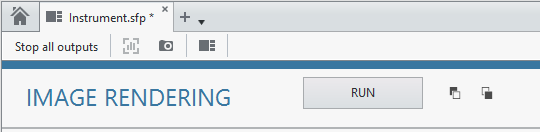 Instrument.sfp *
Stop all outputs
IMAGE RENDERING
RUN